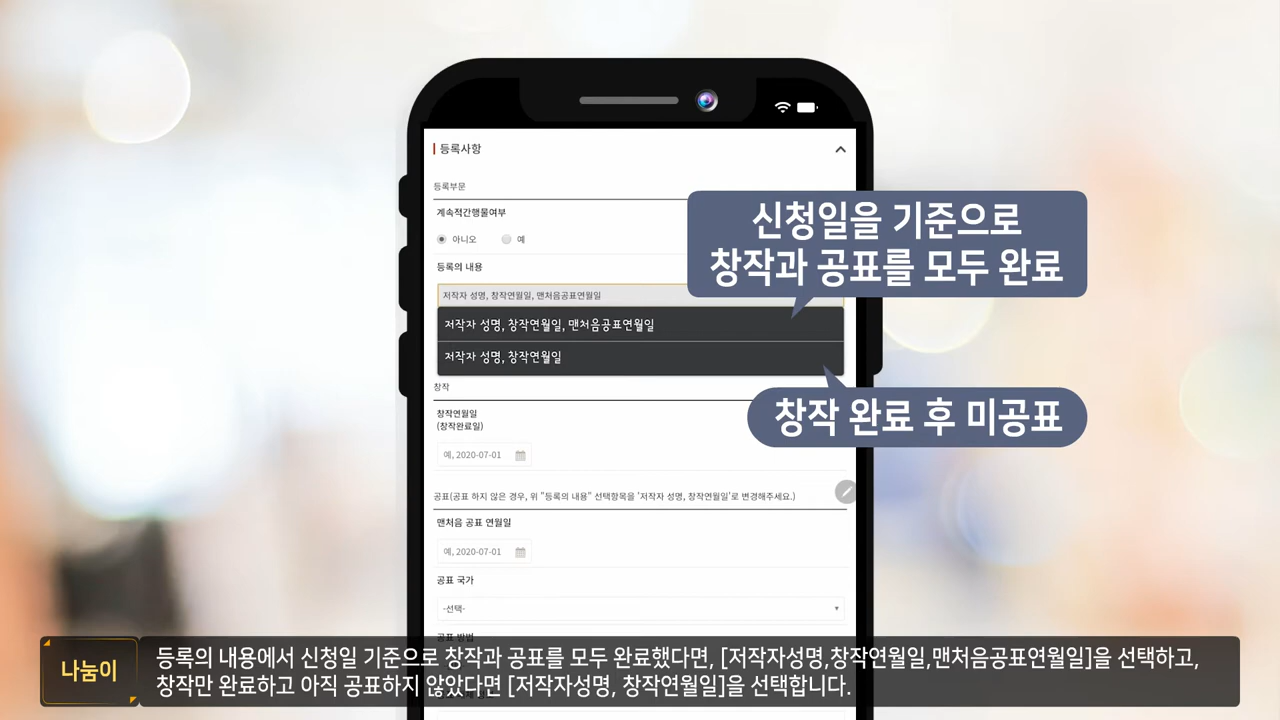 등록사항
등록부문
계속적간행물여부
아니오 예
등록의 내용
저작자 성명, 창작연월일, 맨처음공표연월일
저작자 성명, 창작연월일, 맨처음공표연월일
저작자 성명, 창작연월일
신청일을 기준으로
창작과 공표를 모두 완료
창작 완료 후 미공표
창작
창작연월일
(창작완료일)
예, 2020-07-01
공표(공표 하지 않은 경우, 위 "등록의 내용" 선택항목을 '저작자 성명, 창작연월일'로 변경해주세요.)
맨처음 공표 연월일
예, 2020-07-01
공표 국가
-선택-
공표 방법
나눔이
등록의 내용에서 신청일 기준으로 창작과 공표를 모두 완료했다면, [저작자성명,창작연월일,맨처음공표연월일]을 선택하고,
창작만 완료하고 아직 공표하지 않았다면 [저작자성명, 창작연월일]을 선택합니다.